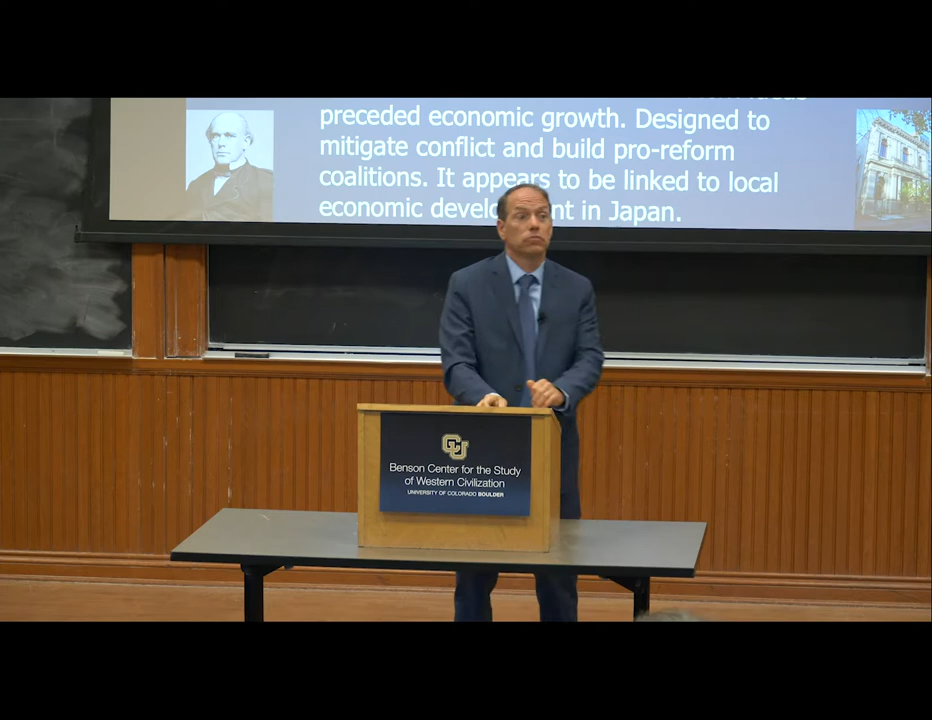 preceded economic growth. Designed to
mitigate conflict and build pro-reform
coalitions. It appears to be linked to local
economic nt in Japan.
CU
Benson Center for the Study
of Western Civilization
UNIVERSITY OF COLORADO BOULDER